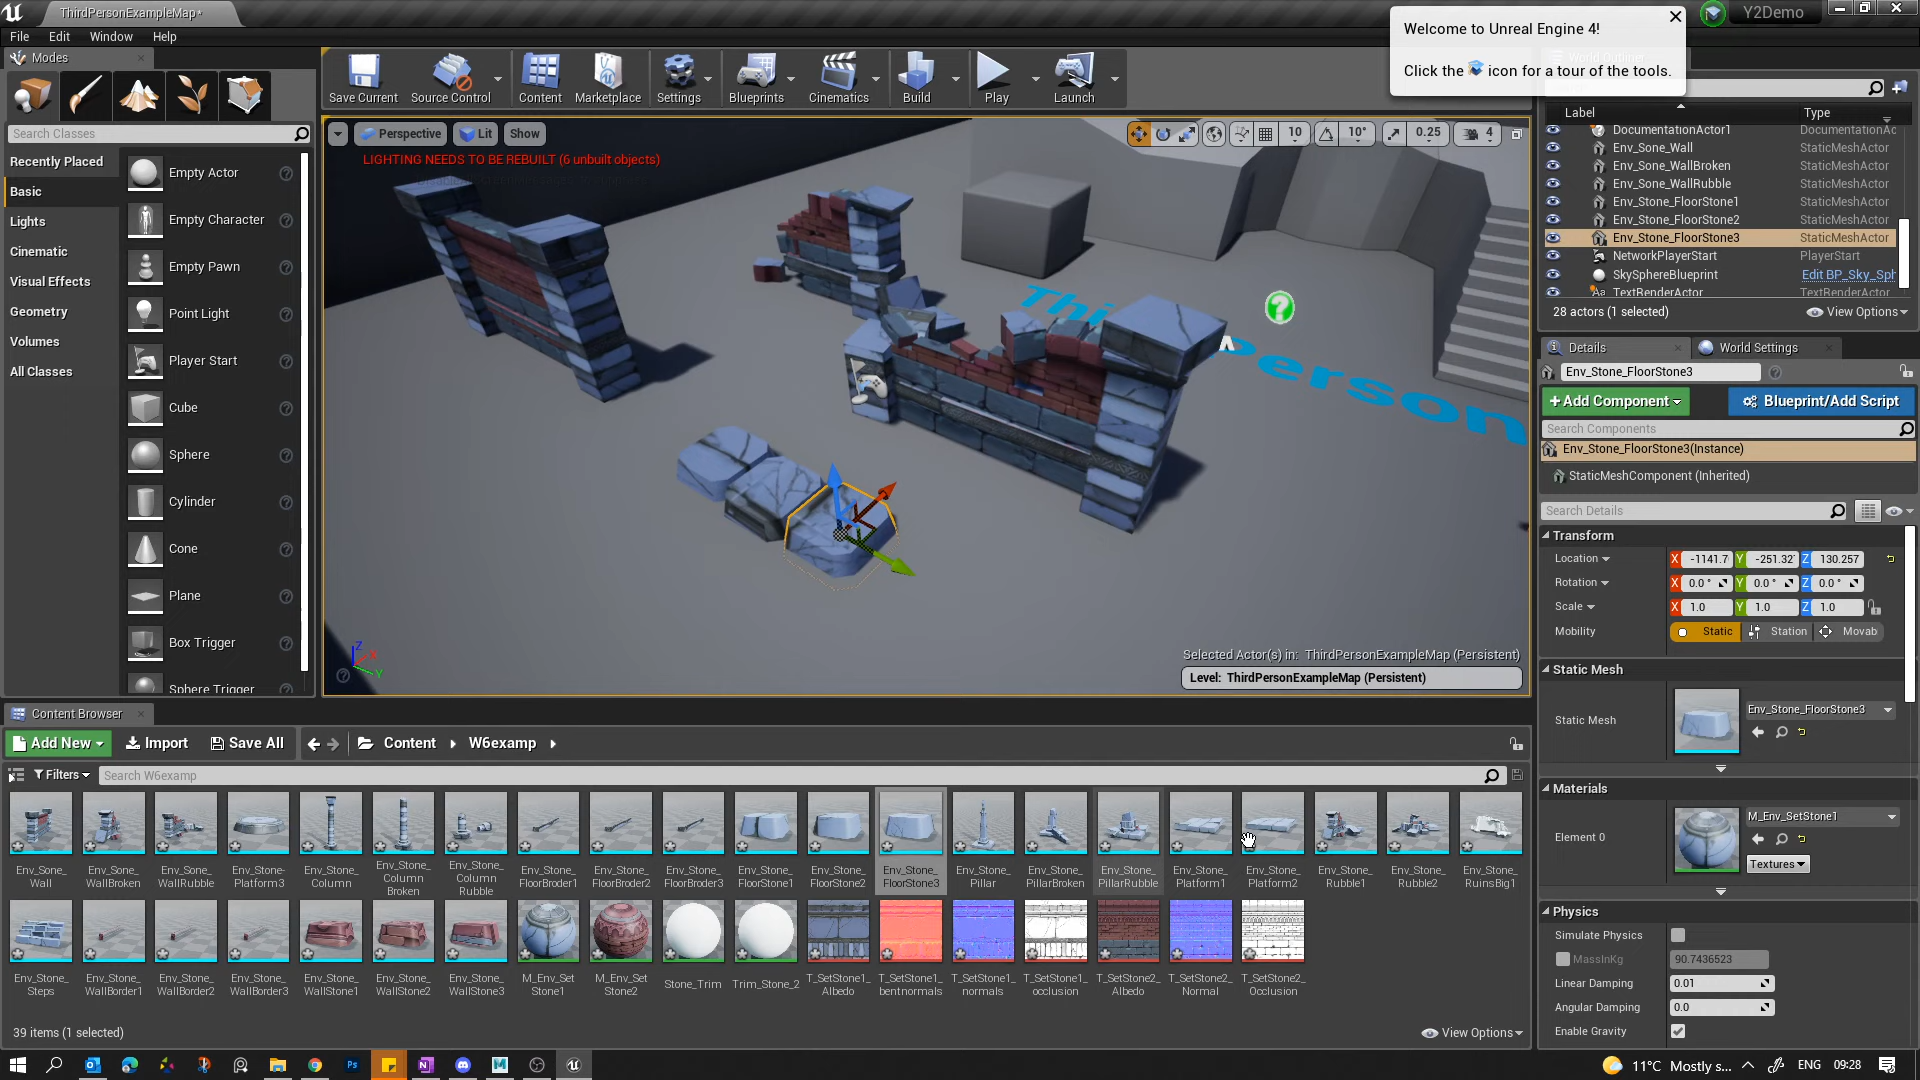 ThirdPersonExampleMap*
Y2Demo
File Edit Window Help
Welcome to Unreal Engine 4!
Click the icon for a tour of the tools.
Modes
Search Classes
Recently Placed
Basic
Lights
Cinematic
Visual Effects
Geometry
Volumes
All Classes
Empty Actor
Empty Character
Empty Pawn
Point Light
Player Start
Cube
Sphere
Cylinder
Cone
Plane
Box Trigger
Sphere Trigger
Save Current Source Control Content Marketplace Settings Blueprints Cinematics Build Play Launch
Perspective Lit Show
10 10° 0.25 4
LIGHTING NEEDS TO BE REBUILT (6 unbuilt objects)
Selected Actor(s) in: ThirdPersonExampleMap (Persistent)
Level: ThirdPersonExampleMap (Persistent)
Label Type
DocumentationActor1 DocumentationAc
Env_Sone_Wall StaticMeshActor
Env_Sone_WallBroken StaticMeshActor
Env_Sone_WallRubble StaticMeshActor
Env_Stone_FloorStone1 StaticMeshActor
Env_Stone_FloorStone2 StaticMeshActor
Env_Stone_FloorStone3 StaticMeshActor
NetworkPlayerStart PlayerStart
SkySphereBlueprint Edit BP_Sky_Sph
TextRenderActor TextRenderActor
28 actors (1 selected) View Options
Details World Settings
Env_Stone_FloorStone3
+Add Component Blueprint/Add Script
Search Components
Env_Stone_FloorStone3(Instance)
StaticMeshComponent (Inherited)
Search Details
Transform
Location X -1141.7 Y -251.32 Z 130.257
Rotation X 0.0 ° Y 0.0 ° Z 0.0 °
Scale X 1.0 Y 1.0 Z 1.0
Mobility Static Station Movab
Static Mesh
Static Mesh Env_Stone_FloorStone3
Materials
Element 0 M_Env_SetStone1
Textures
Physics
Simulate Physics
MassInKg 90.7436523
Linear Damping 0.01
Angular Damping 0.0
Enable Gravity
Content Browser
Add New Import Save All Content W6examp
Filters Search W6examp
Env_Sone_Wall
Env_Sone_WallBroken
Env_Sone_WallRubble
Env_Stone-Platform3
Env_Stone_Column
Env_Stone_Column Broken
Env_Stone_Column Rubble
Env_Stone_FloorBroder1
Env_Stone_FloorBroder2
Env_Stone_FloorBroder3
Env_Stone_FloorStone1
Env_Stone_FloorStone2
Env_Stone_FloorStone3
Env_Stone_Pillar
Env_Stone_PillarBroken
Env_Stone_PillarRubble
Env_Stone_Platform1
Env_Stone_Platform2
Env_Stone_Rubble1
Env_Stone_Rubble2
Env_Stone_RuinsBig1
Env_Stone_Steps
Env_Stone_WallBorder1
Env_Stone_WallBorder2
Env_Stone_WallBorder3
Env_Stone_WallStone1
Env_Stone_WallStone2
Env_Stone_WallStone3
M_Env_Set Stone1
M_Env_Set Stone2
Stone_Trim
Trim_Stone_2
T_SetStone1_Albedo
T_SetStone1_bentnormals
T_SetStone1_normals
T_SetStone1_occlusion
T_SetStone2_Albedo
T_SetStone2_Normal
T_SetStone2_Occlusion
39 items (1 selected) View Options
11°C Mostly s... ENG 09:28